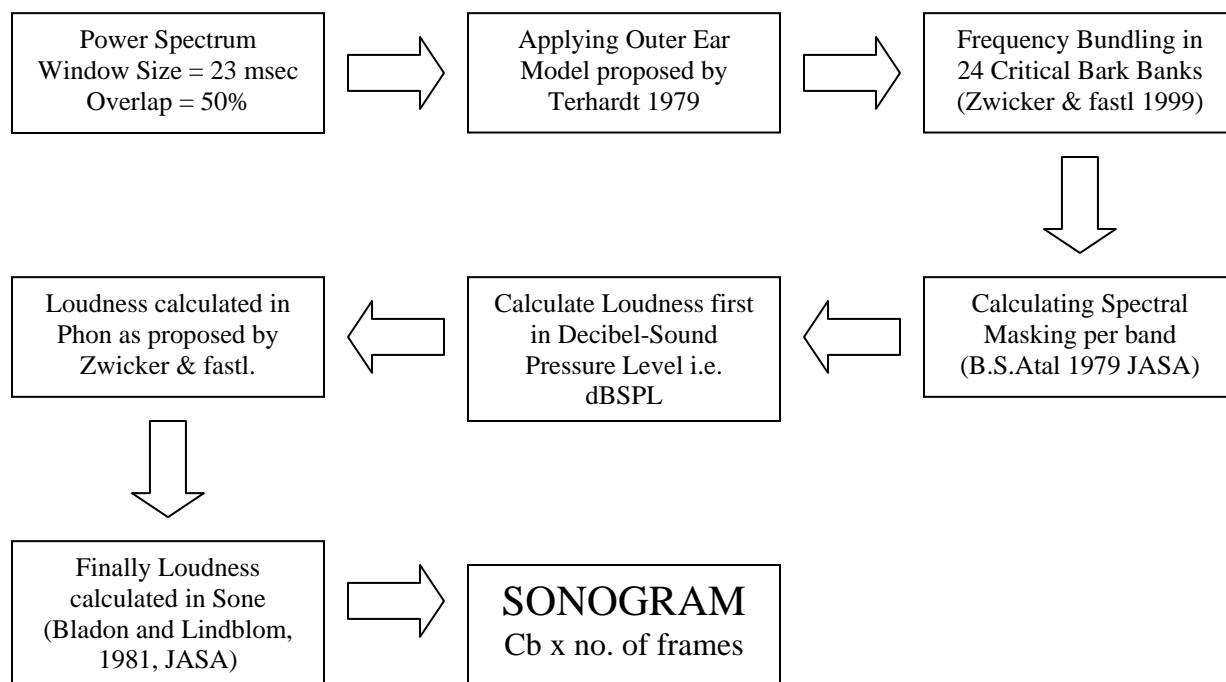 Power Spectrum
Window Size = 23 msec
Overlap = 50%
Applying Outer Ear
Model proposed by
Terhardt 1979
Frequency Bundling in
24 Critical Bark Banks
(Zwicker & fastl 1999)
Calculating Spectral
Masking per band
(B.S.Atal 1979 JASA)
Calculate Loudness first
in Decibel-Sound
Pressure Level i.e.
dBSPL
Loudness calculated in
Phon as proposed by
Zwicker & fastl.
Finally Loudness
calculated in Sone
(Bladon and Lindblom,
1981, JASA)
SONOGRAM
Cb x no. of frames